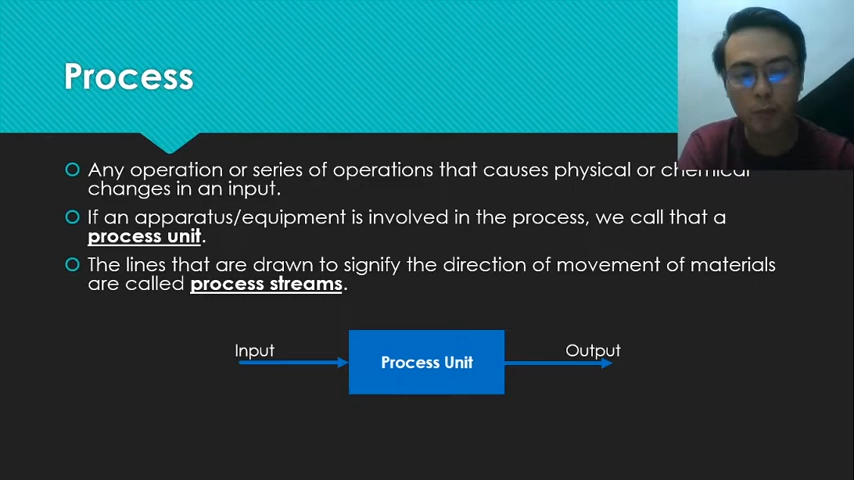 Process
Any operation or series of operations that causes physical or chemical
changes in an input.
If an apparatus/equipment is involved in the process, we call that a
process unit.
The lines that are drawn to signify the direction of movement of materials
are called process streams.
Input
Process Unit
Output